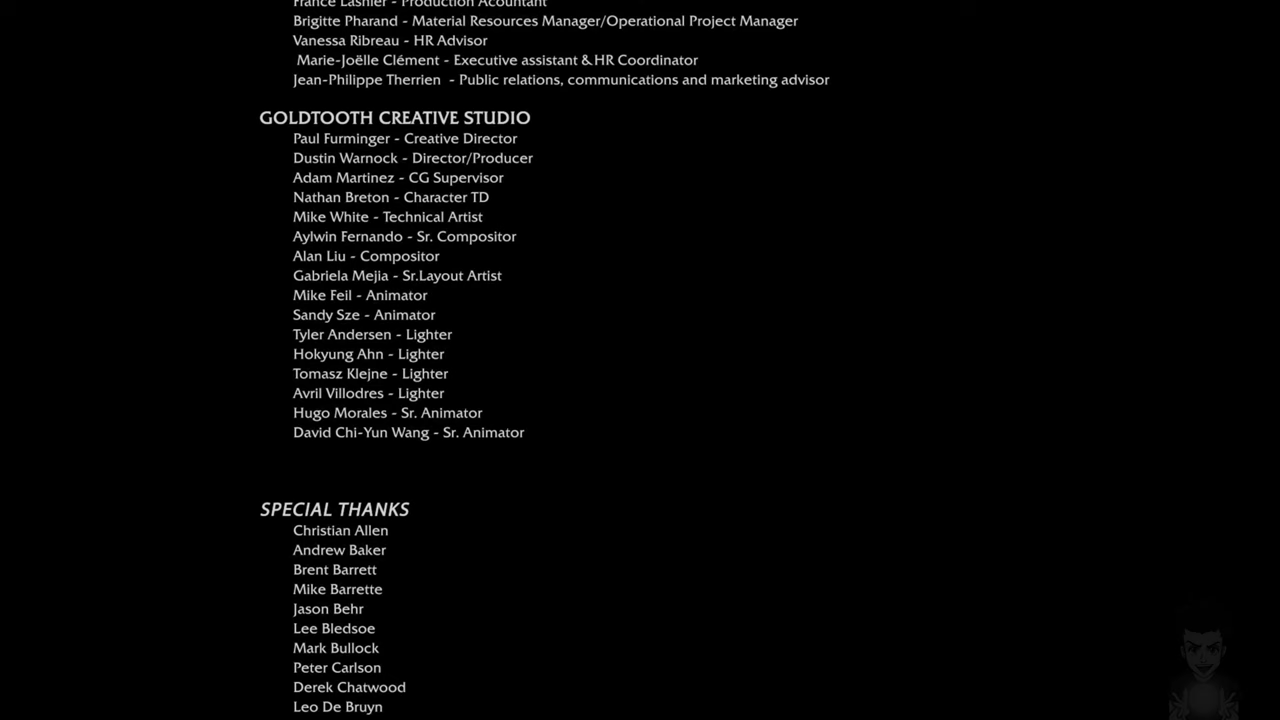 France Lashier - Production Acountant
Brigitte Pharand - Material Resources Manager/Operational Project Manager
Vanessa Ribreau - HR Advisor
Marie-Joëlle Clément - Executive assistant & HR Coordinator
Jean-Philippe Therrien - Public relations, communications and marketing advisor
GOLDTOOTH CREATIVE STUDIO
Paul Furminger - Creative Director
Dustin Warnock - Director/Producer
Adam Martinez - CG Supervisor
Nathan Breton - Character TD
Mike White - Technical Artist
Aylwin Fernando - Sr. Compositor
Alan Liu - Compositor
Gabriela Mejia - Sr.Layout Artist
Mike Feil - Animator
Sandy Sze - Animator
Tyler Andersen - Lighter
Hokyung Ahn - Lighter
Tomasz Klejne - Lighter
Avril Villodres - Lighter
Hugo Morales - Sr. Animator
David Chi-Yun Wang - Sr. Animator
SPECIAL THANKS
Christian Allen
Andrew Baker
Brent Barrett
Mike Barrette
Jason Behr
Lee Bledsoe
Mark Bullock
Peter Carlson
Derek Chatwood
Leo De Bruyn